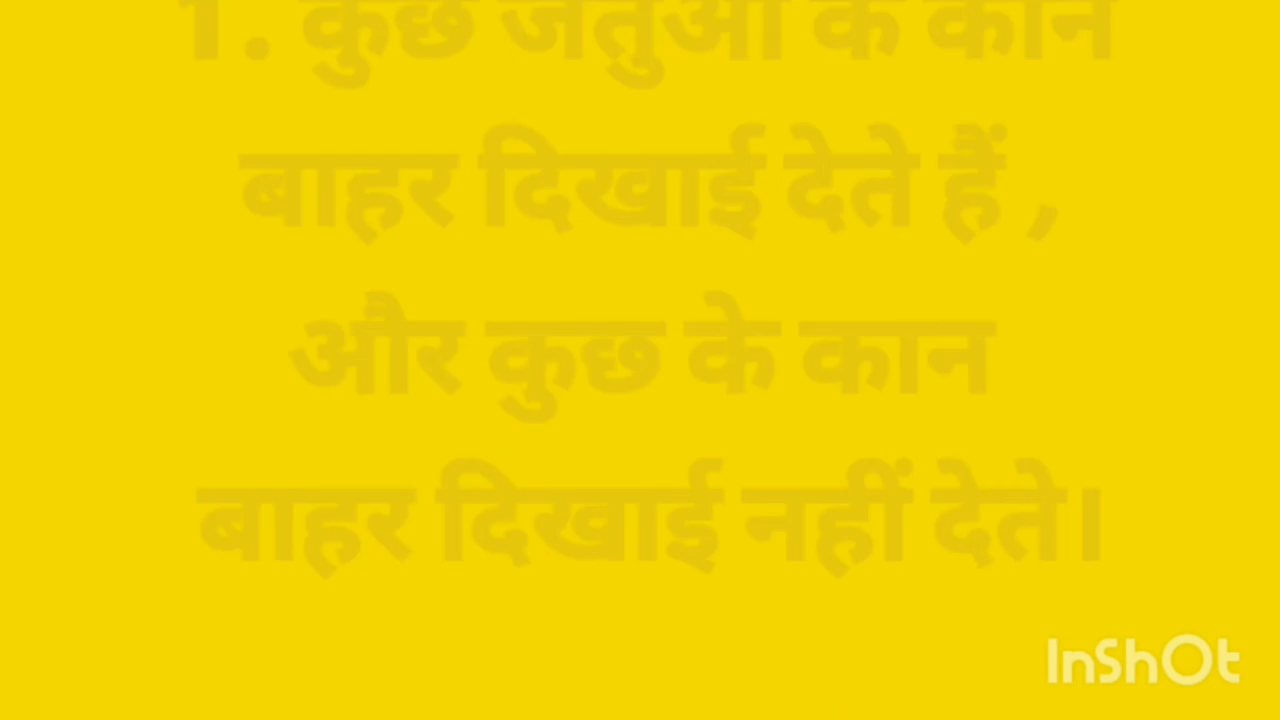 1. कुछ जंतुओं के कान
बाहर दिखाई देते हैं ,
और कुछ के कान
बाहर दिखाई नहीं देते।
InShOt